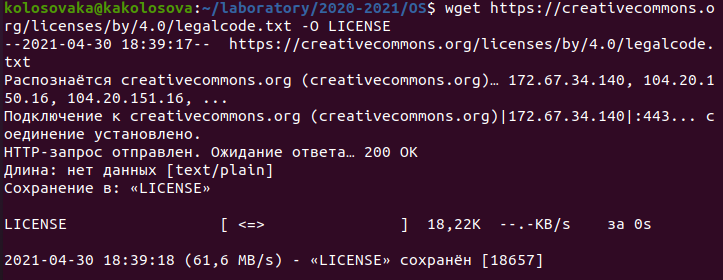 kolosovaka@kakolosova:~/laboratory/2020-2021/OS$ wget https://creativecommons.o
rg/licenses/by/4.0/legalcode.txt -O LICENSE
--2021-04-30 18:39:17--  https://creativecommons.org/licenses/by/4.0/legalcode.
txt
Распознаётся creativecommons.org (creativecommons.org)… 172.67.34.140, 104.20.1
50.16, 104.20.151.16, ...
Подключение к creativecommons.org (creativecommons.org)|172.67.34.140|:443... с
оединение установлено.
HTTP-запрос отправлен. Ожидание ответа… 200 OK
Длина: нет данных [text/plain]
Сохранение в: «LICENSE»
LICENSE                 [ <=>                ]  18,22K  --.-KB/s    за 0s
2021-04-30 18:39:18 (61,6 MB/s) - «LICENSE» сохранён [18657]